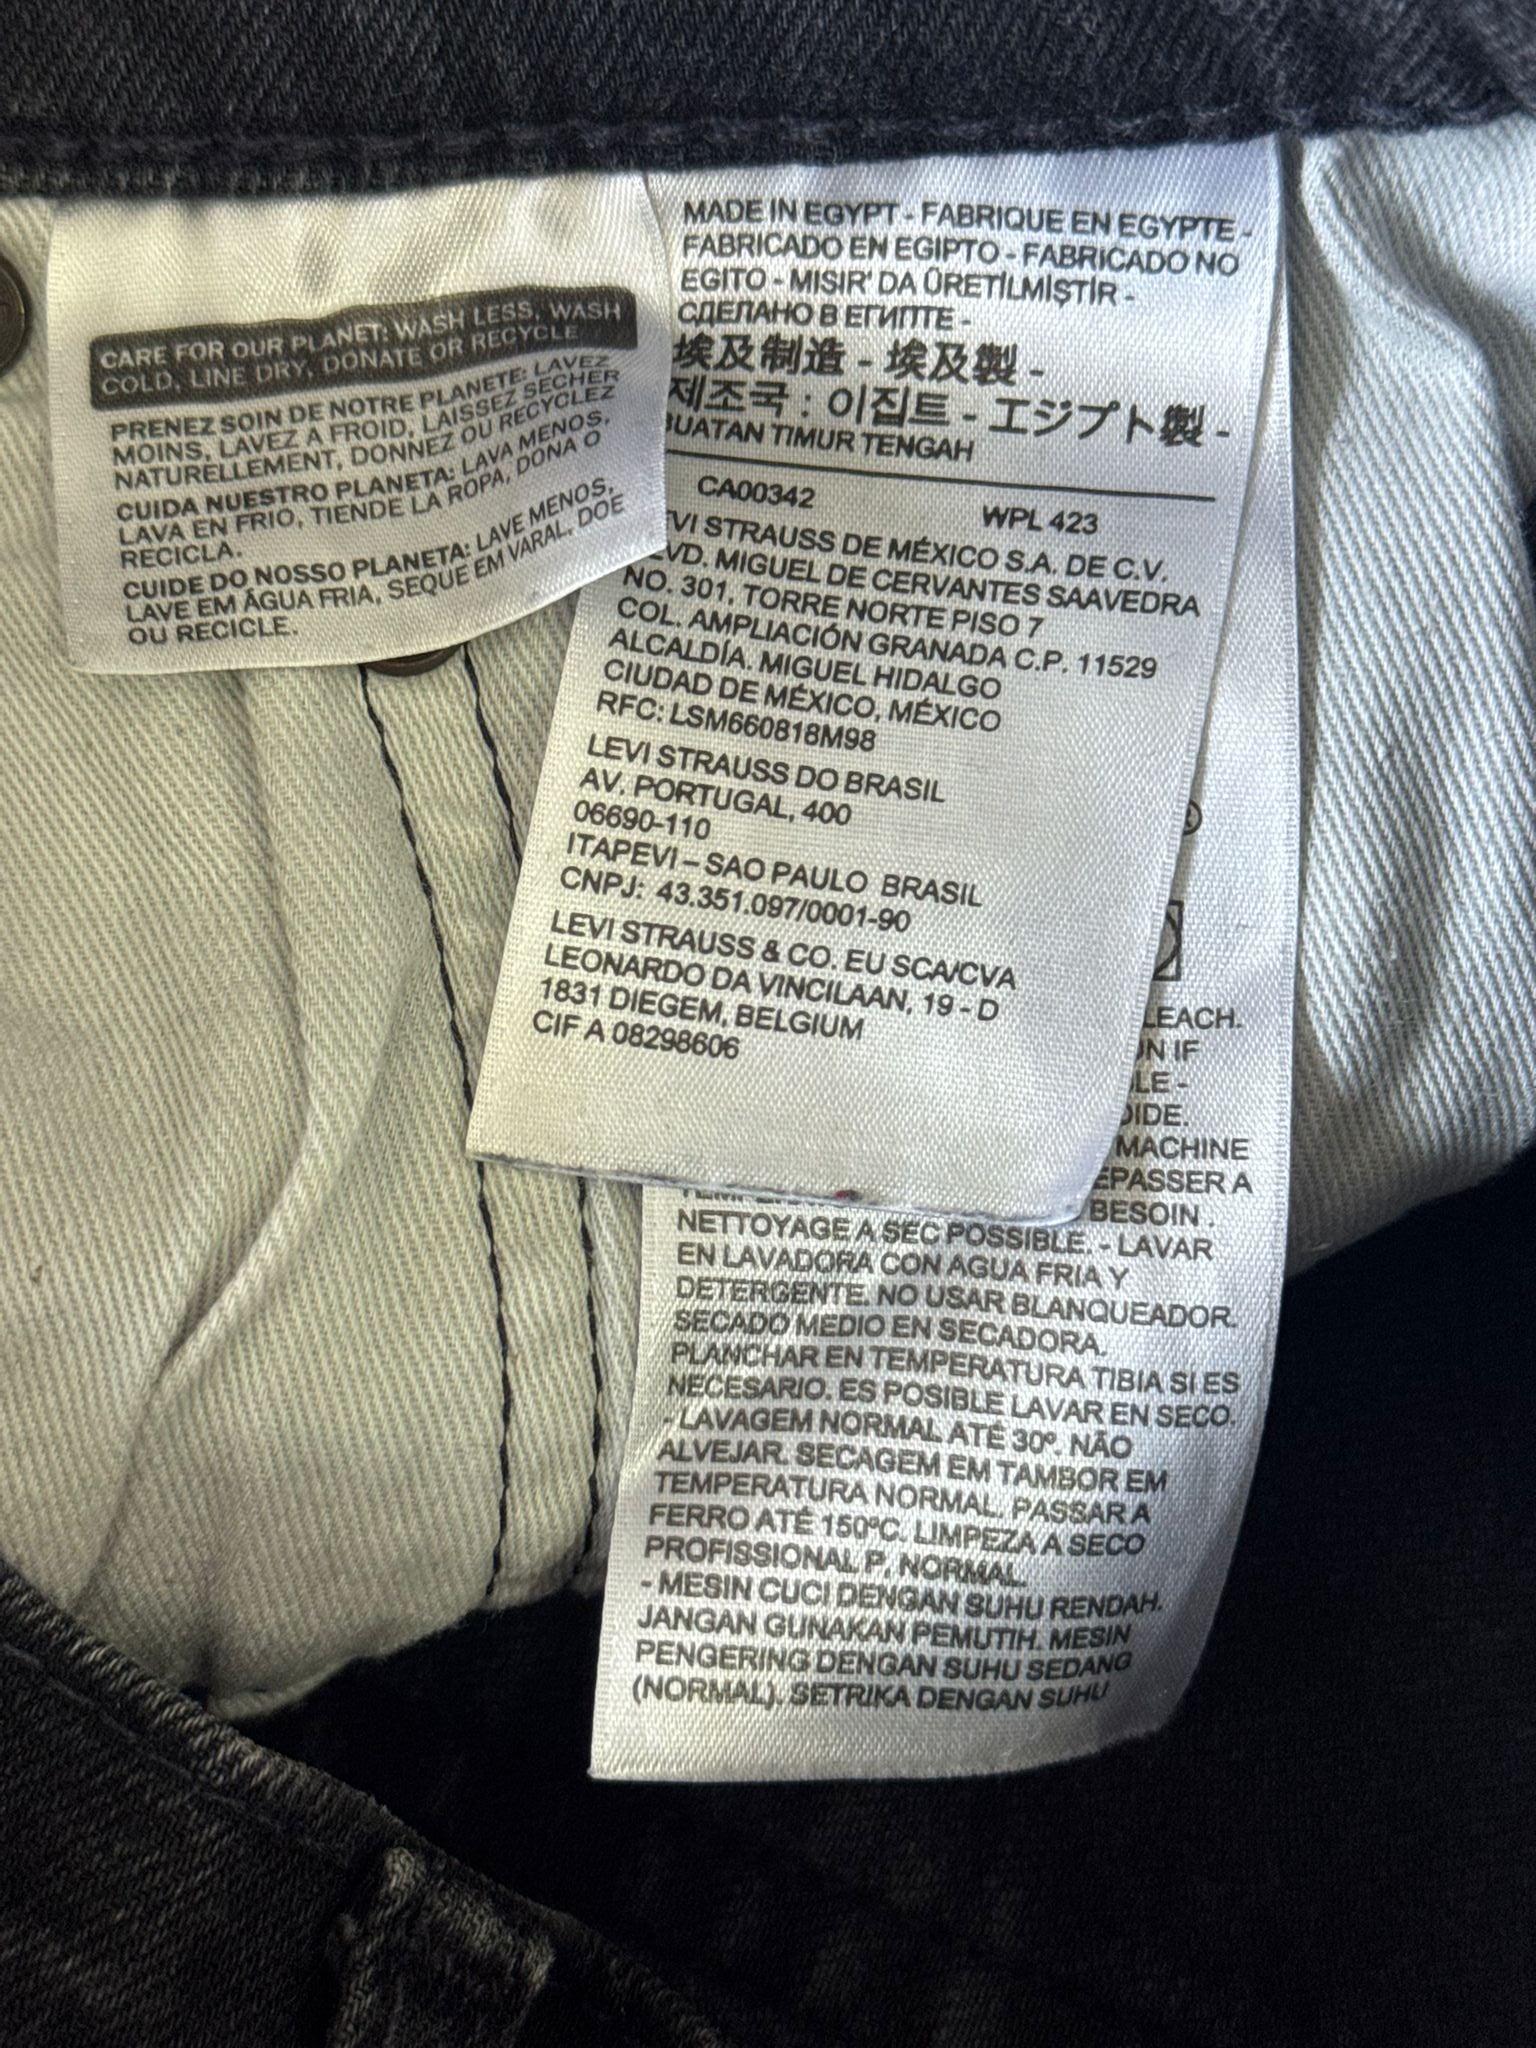 CARE FOR OUR PLANET: WASH LESS, WASH
COLD, LINE DRY, DONATE OR RECYCLE
PRENEZ SOIN DE NOTRE PLANETE: LAVEZ
MOINS, LAVEZ A FROID, LAISSEZ SECHER
NATURELLEMENT, DONNEZ OU RECYCLEZ
CUIDA NUESTRO PLANETA: LAVA MENOS,
LAVA EN FRIO, TIENDE LA ROPA, DONA O
RECICLA.
CUIDE DO NOSSO PLANETA: LAVE MENOS,
LAVE EM ÁGUA FRIA, SEQUE EM VARAL, DOE
OU RECICLE.
MADE IN EGYPT - FABRIQUE EN EGYPTE -
FABRICADO EN EGIPTO - FABRICADO NO
EGITO - MISIR' DA ÜRETİLMİŞTİR -
СДЕЛАНО В ЕГИПТЕ -
埃及制造 - 埃及製 -
제조국 : 이집트 - エジプト製 -
BUATAN TIMUR TENGAH
CA00342 WPL 423
EVI STRAUSS DE MÉXICO S.A. DE C.V.
LVD. MIGUEL DE CERVANTES SAAVEDRA
NO. 301, TORRE NORTE PISO 7
COL. AMPLIACIÓN GRANADA C.P. 11529
ALCALDÍA. MIGUEL HIDALGO
CIUDAD DE MÉXICO, MÉXICO
RFC: LSM660818M98
LEVI STRAUSS DO BRASIL
AV. PORTUGAL, 400
06690-110
ITAPEVI – SAO PAULO BRASIL
CNPJ: 43.351.097/0001-90
LEVI STRAUSS & CO. EU SCA/CVA
LEONARDO DA VINCILAAN, 19 - D
1831 DIEGEM, BELGIUM
CIF A 08298606
LEACH.
N IF
LE -
OIDE.
MACHINE
EPASSER A
BESOIN .
NETTOYAGE A SEC POSSIBLE. - LAVAR
EN LAVADORA CON AGUA FRIA Y
DETERGENTE. NO USAR BLANQUEADOR.
SECADO MEDIO EN SECADORA.
PLANCHAR EN TEMPERATURA TIBIA SI ES
NECESARIO. ES POSIBLE LAVAR EN SECO.
- LAVAGEM NORMAL ATÉ 30º. NÃO
ALVEJAR. SECAGEM EM TAMBOR EM
TEMPERATURA NORMAL. PASSAR A
FERRO ATÉ 150ºC. LIMPEZA A SECO
PROFISSIONAL P, NORMAL.
- MESIN CUCI DENGAN SUHU RENDAH.
JANGAN GUNAKAN PEMUTIH. MESIN
PENGERING DENGAN SUHU SEDANG
(NORMAL). SETRIKA DENGAN SUHU